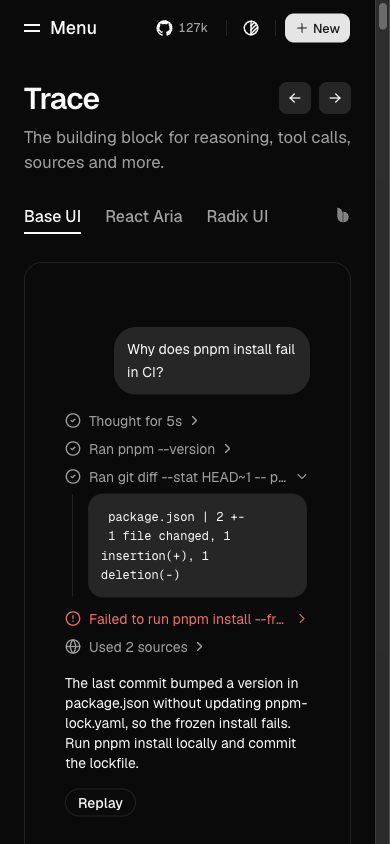 Menu
127k
+ New
Trace
The building block for reasoning, tool calls,
sources and more.
Base UI
React Aria
Radix UI
Why does pnpm install fail
in CI?
Thought for 5s
Ran pnpm --version
Ran git diff --stat HEAD~1 -- p...
package.json | 2 +-
1 file changed, 1
insertion(+), 1
deletion(-)
Failed to run pnpm install --fr...
Used 2 sources
The last commit bumped a version in
package.json without updating pnpm-
lock.yaml, so the frozen install fails.
Run pnpm install locally and commit
the lockfile.
Replay